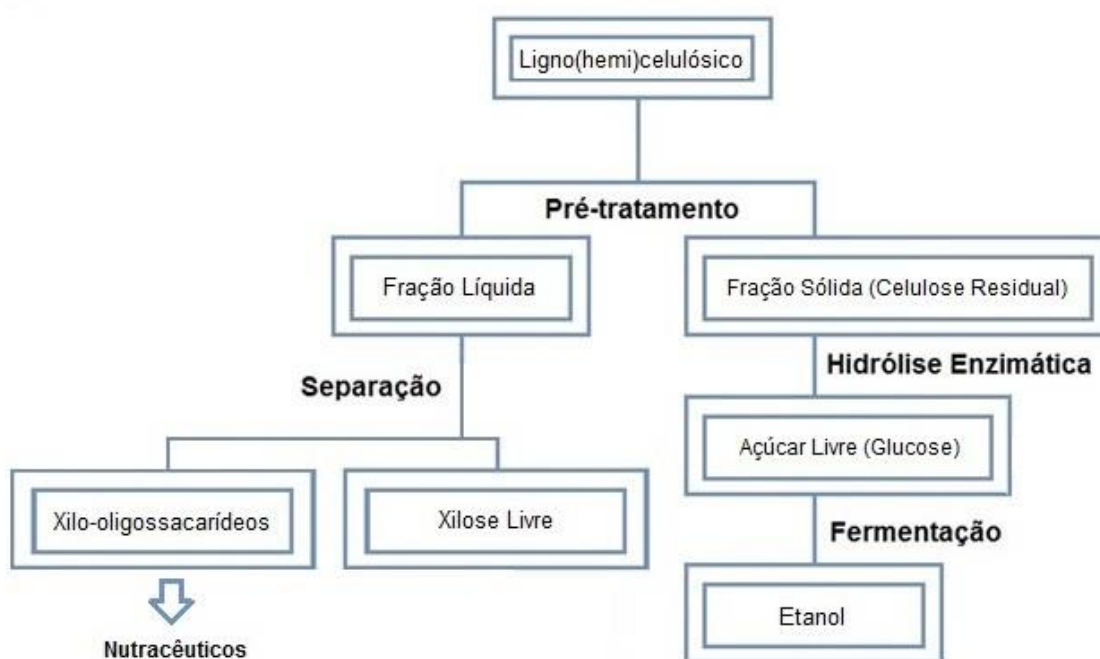 Ligno(hemi)celulósico
Pré-tratamento
Fração Líquida
Fração Sólida (Celulose Residual)
Separação
Hidrólise Enzimática
Xilo-oligossacarídeos
Xilose Livre
Açúcar Livre (Glucose)
Fermentação
Etanol
Nutracêuticos